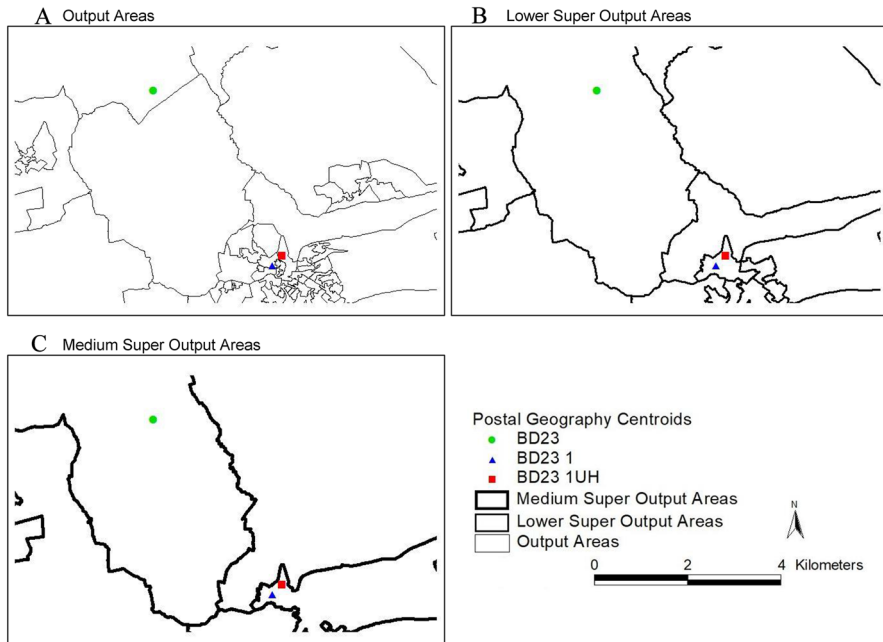 A Output Areas
B Lower Super Output Areas
C Medium Super Output Areas
Postal Geography Centroids
BD23
BD23 1
BD23 1UH
Medium Super Output Areas
Lower Super Output Areas
Output Areas
N
0 2 4 Kilometers